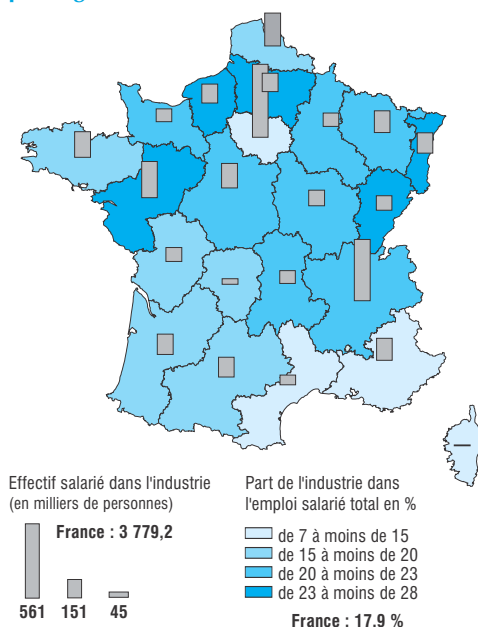 Effectif salarié dans l'industrie
(en milliers de personnes)
France : 3 779,2
561 151 45
Part de l'industrie dans
l'emploi salarié total en %
de 7 à moins de 15
de 15 à moins de 20
de 20 à moins de 23
de 23 à moins de 28
France : 17,9 %